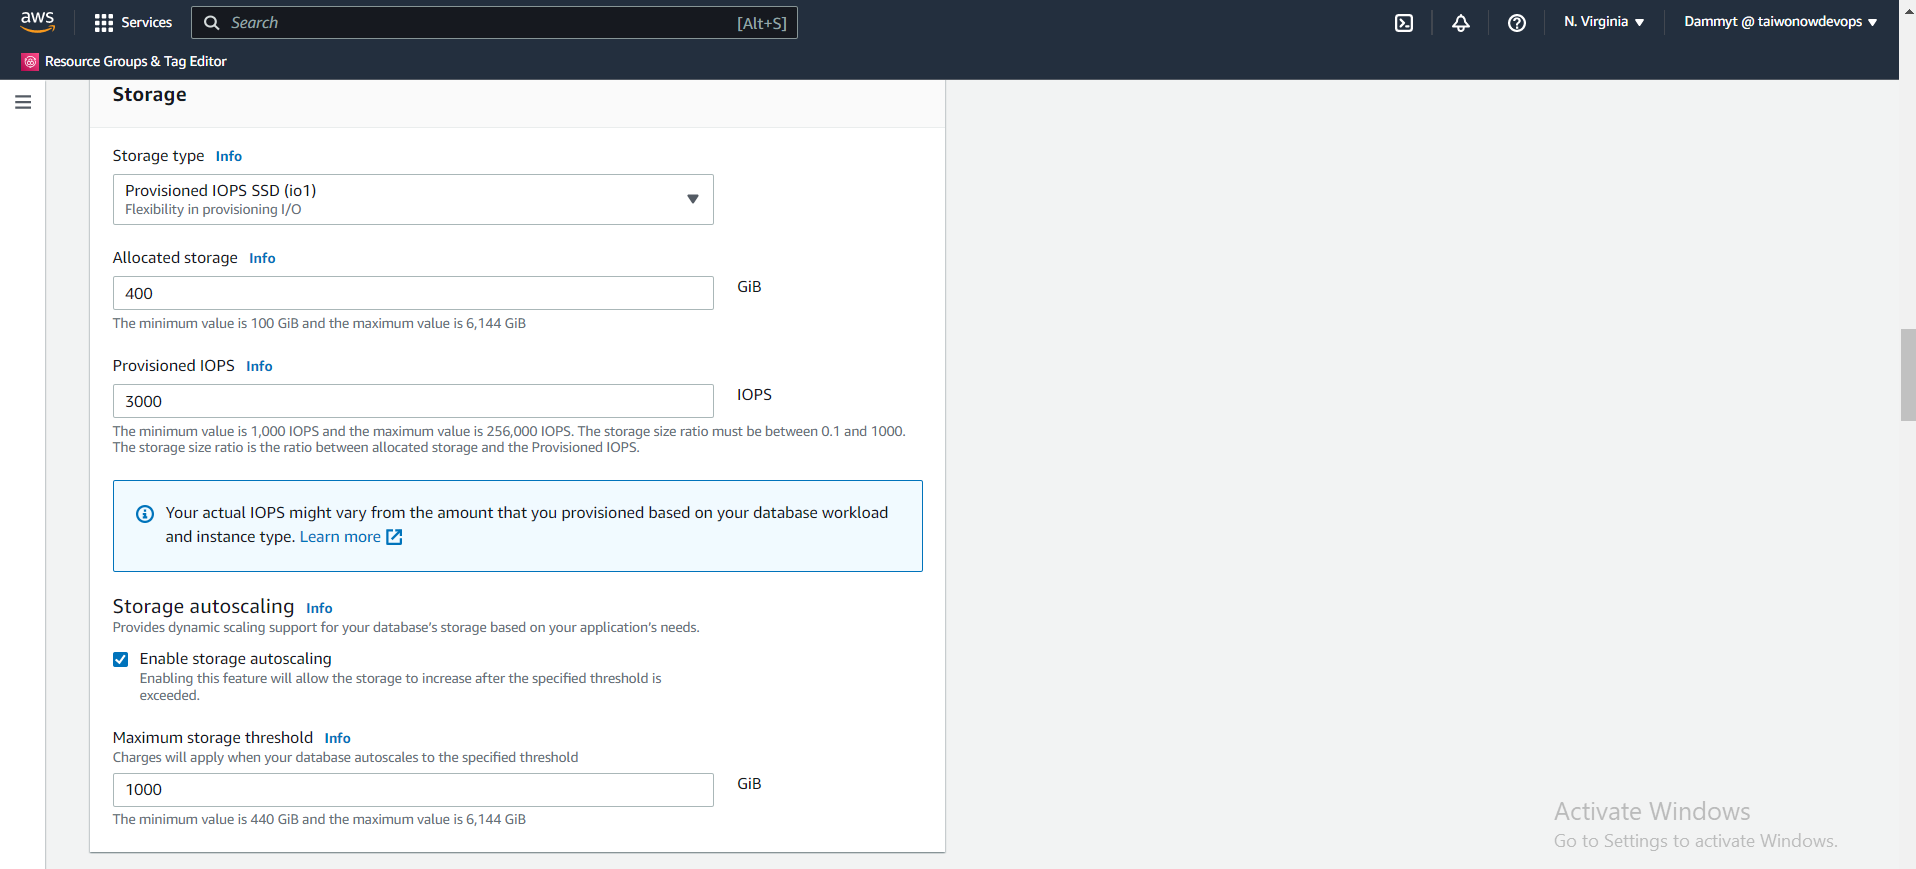 aws
Services
Search
[Alt+S]
N. Virginia
Dammyt @ taiwonowdevops
Resource Groups & Tag Editor
Storage
Storage type Info
Provisioned IOPS SSD (io1)
Flexibility in provisioning I/O
Allocated storage Info
400
GiB
The minimum value is 100 GiB and the maximum value is 6,144 GiB
Provisioned IOPS Info
3000
IOPS
The minimum value is 1,000 IOPS and the maximum value is 256,000 IOPS. The storage size ratio must be between 0.1 and 1000.
The storage size ratio is the ratio between allocated storage and the Provisioned IOPS.
Your actual IOPS might vary from the amount that you provisioned based on your database workload
and instance type. Learn more
Storage autoscaling Info
Provides dynamic scaling support for your database's storage based on your application's needs.
Enable storage autoscaling
Enabling this feature will allow the storage to increase after the specified threshold is
exceeded.
Maximum storage threshold Info
Charges will apply when your database autoscales to the specified threshold
1000
GiB
The minimum value is 440 GiB and the maximum value is 6,144 GiB
Activate Windows
Go to Settings to activate Windows.